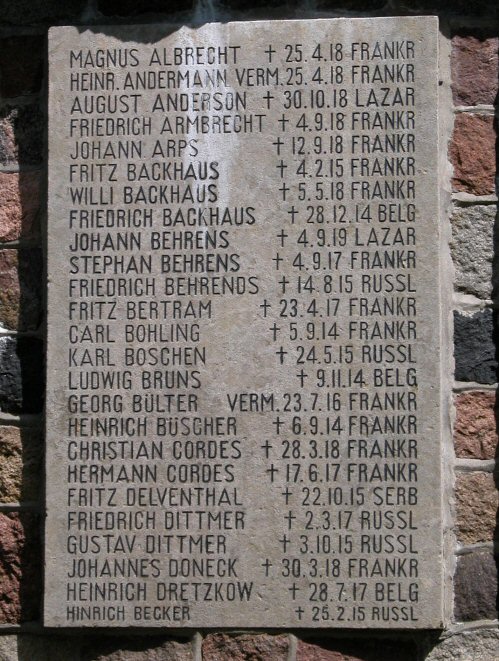 MAGNUS ALBRECHT † 25.4.18 FRANKR
HEINR. ANDERMANN VERM. 25.4.18 FRANKR
AUGUST ANDERSON † 30.10.18 LAZAR
FRIEDRICH ARMBRECHT † 4.9.18 FRANKR
JOHANN ARPS † 12.9.18 FRANKR
FRITZ BACKHAUS † 4.2.15 FRANKR
WILLI BACKHAUS † 5.5.18 FRANKR
FRIEDRICH BACKHAUS † 28.12.14 BELG
JOHANN BEHRENS † 4.9.19 LAZAR
STEPHAN BEHRENS † 4.9.17 FRANKR
FRIEDRICH BEHRENDS † 14.8.15 RUSSL
FRITZ BERTRAM † 23.4.17 FRANKR
CARL BOHLING † 5.9.14 FRANKR
KARL BOSCHEN † 24.5.15 RUSSL
LUDWIG BRUNS † 9.11.14 BELG
GEORG BÜLTER VERM. 23.7.16 FRANKR
HEINRICH BÜSCHER † 6.9.14 FRANKR
CHRISTIAN CORDES † 28.3.18 FRANKR
HERMANN CORDES † 17.6.17 FRANKR
FRITZ DELVENTHAL † 22.10.15 SERB
FRIEDRICH DITTMER † 2.3.17 RUSSL
GUSTAV DITTMER † 3.10.15 RUSSL
JOHANNES DONECK † 30.3.18 FRANKR
HEINRICH DRETZKOW † 28.7.17 BELG
HINRICH BECKER † 25.2.15 RUSSL